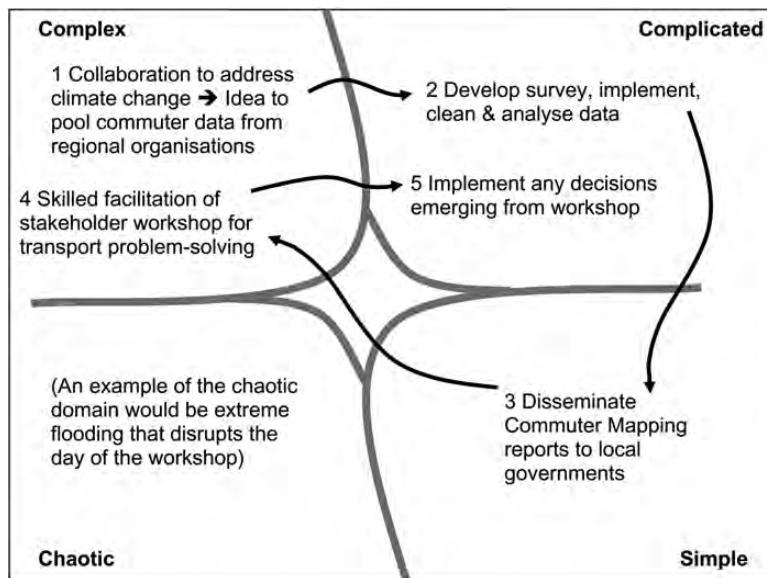 Complex
Complicated
1 Collaboration to address
climate change ➔ Idea to
pool commuter data from
regional organisations
2 Develop survey, implement,
clean & analyse data
4 Skilled facilitation of
stakeholder workshop for
transport problem-solving
5 Implement any decisions
emerging from workshop
(An example of the chaotic
domain would be extreme
flooding that disrupts the
day of the workshop)
3 Disseminate
Commuter Mapping
reports to local
governments
Chaotic
Simple